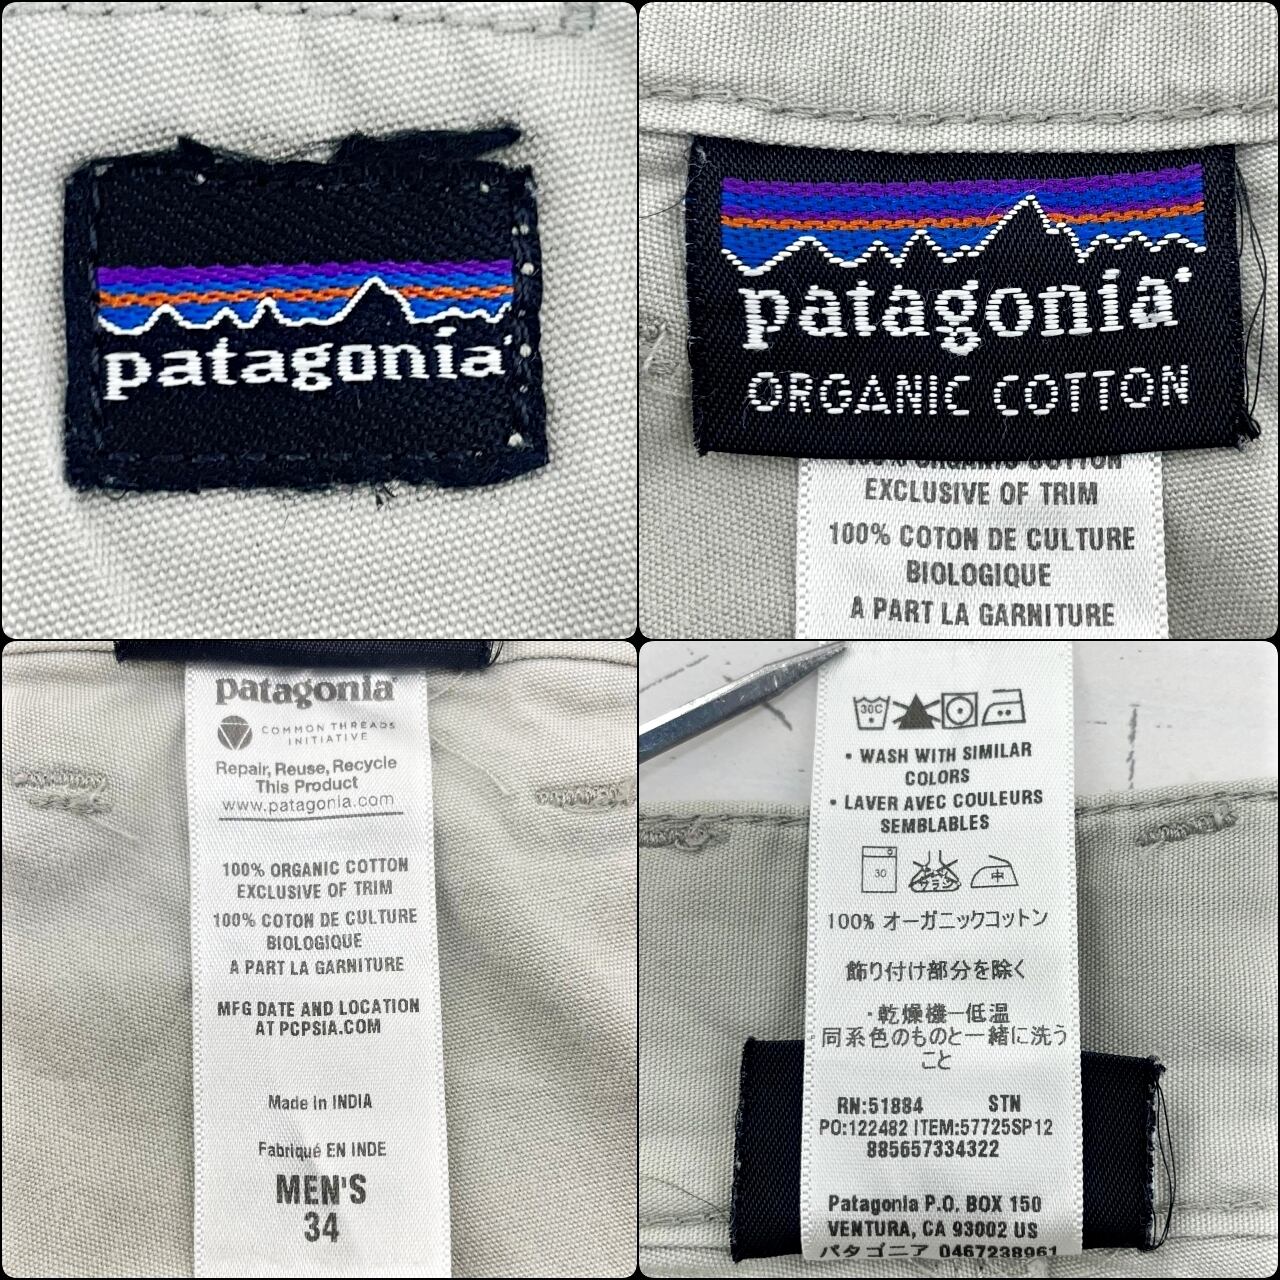 patagonia
patagonia
ORGANIC COTTON
100% ORGANIC COTTON
EXCLUSIVE OF TRIM
100% COTON DE CULTURE
BIOLOGIQUE
A PART LA GARNITURE
patagonia
COMMON THREADS
INITIATIVE
Repair, Reuse, Recycle
This Product
www.patagonia.com
100% ORGANIC COTTON
EXCLUSIVE OF TRIM
100% COTON DE CULTURE
BIOLOGIQUE
A PART LA GARNITURE
MFG DATE AND LOCATION
AT PCPSIA.COM
Made in INDIA
Fabriqué EN INDE
MEN'S
34
30C
• WASH WITH SIMILAR
COLORS
• LAVER AVEC COULEURS
SEMBLABLES
30 中
100% オーガニックコットン
飾り付け部分を除く
・乾燥機−低温
同系色のものと一緒に洗う
こと
RN:51884 STN
PO:122482 ITEM:57725SP12
885657334322
Patagonia P.O. BOX 150
VENTURA, CA 93002 US
パタゴニア 0467238961